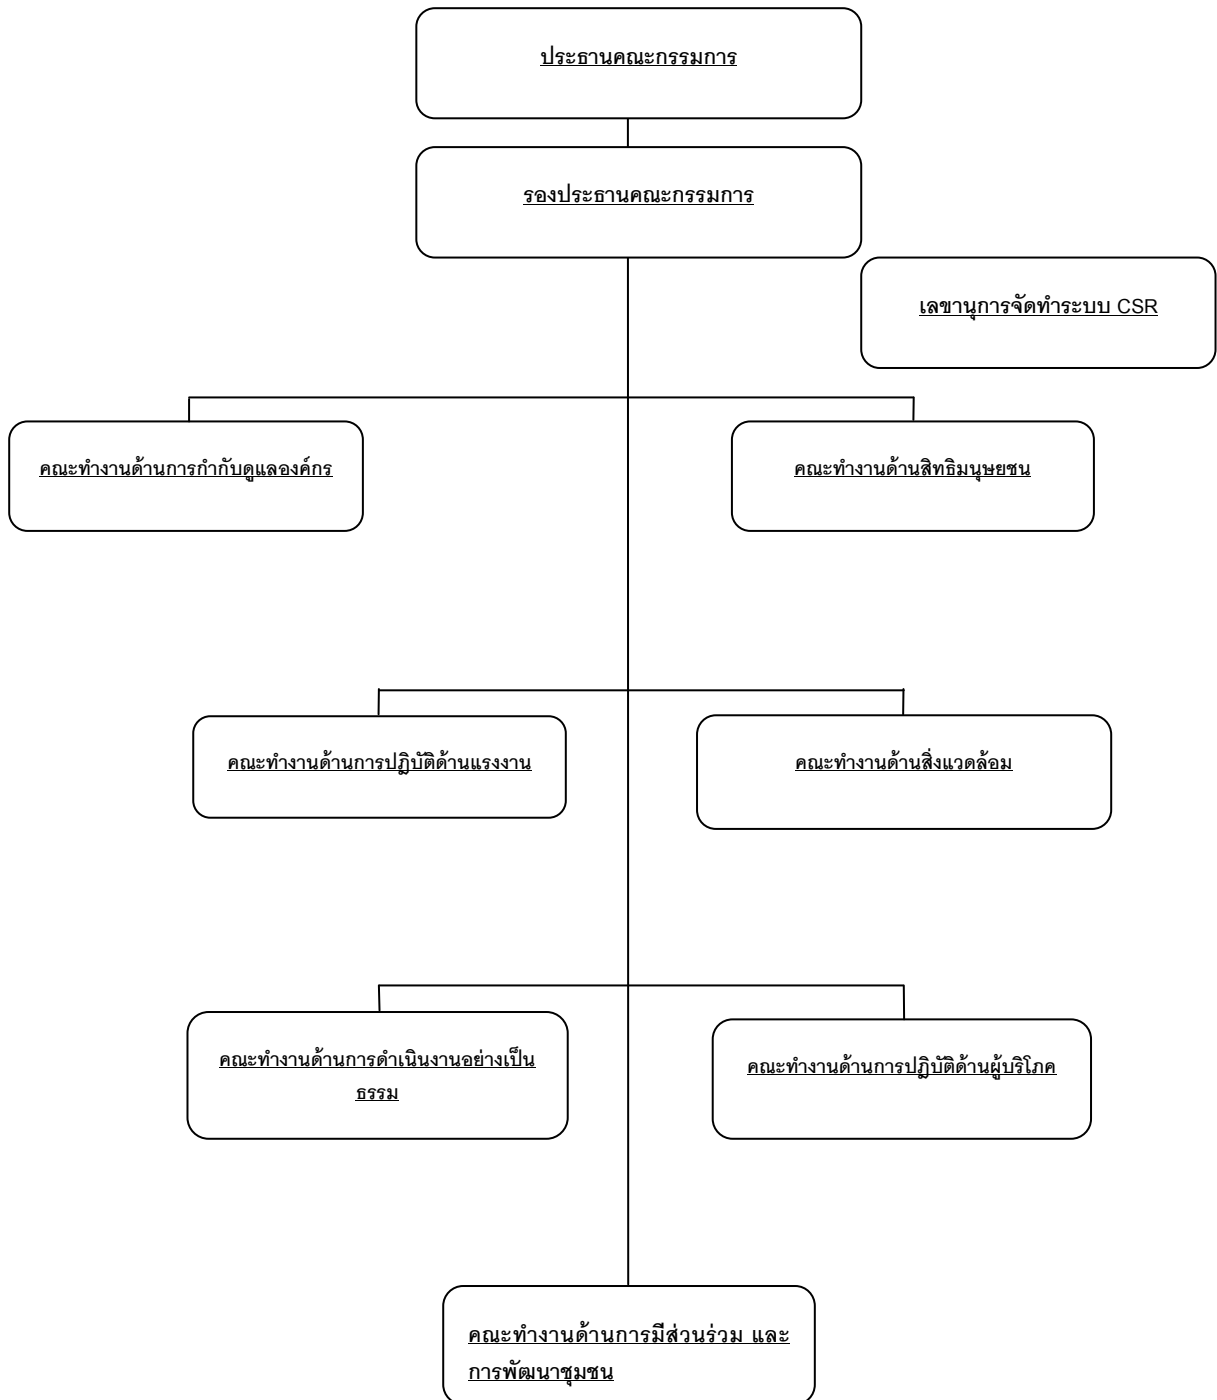 ประธานคณะกรรมการ
รองประธานคณะกรรมการ
เลขานุการจัดทำระบบ CSR
คณะทำงานด้านการกำกับดูแลองค์กร
คณะทำงานด้านสิทธิมนุษยชน
คณะทำงานด้านการปฏิบัติด้านแรงงาน
คณะทำงานด้านสิ่งแวดล้อม
คณะทำงานด้านการดำเนินงานอย่างเป็น
ธรรม
คณะทำงานด้านการปฏิบัติด้านผู้บริโภค
คณะทำงานด้านการมีส่วนร่วม และ
การพัฒนาชุมชน